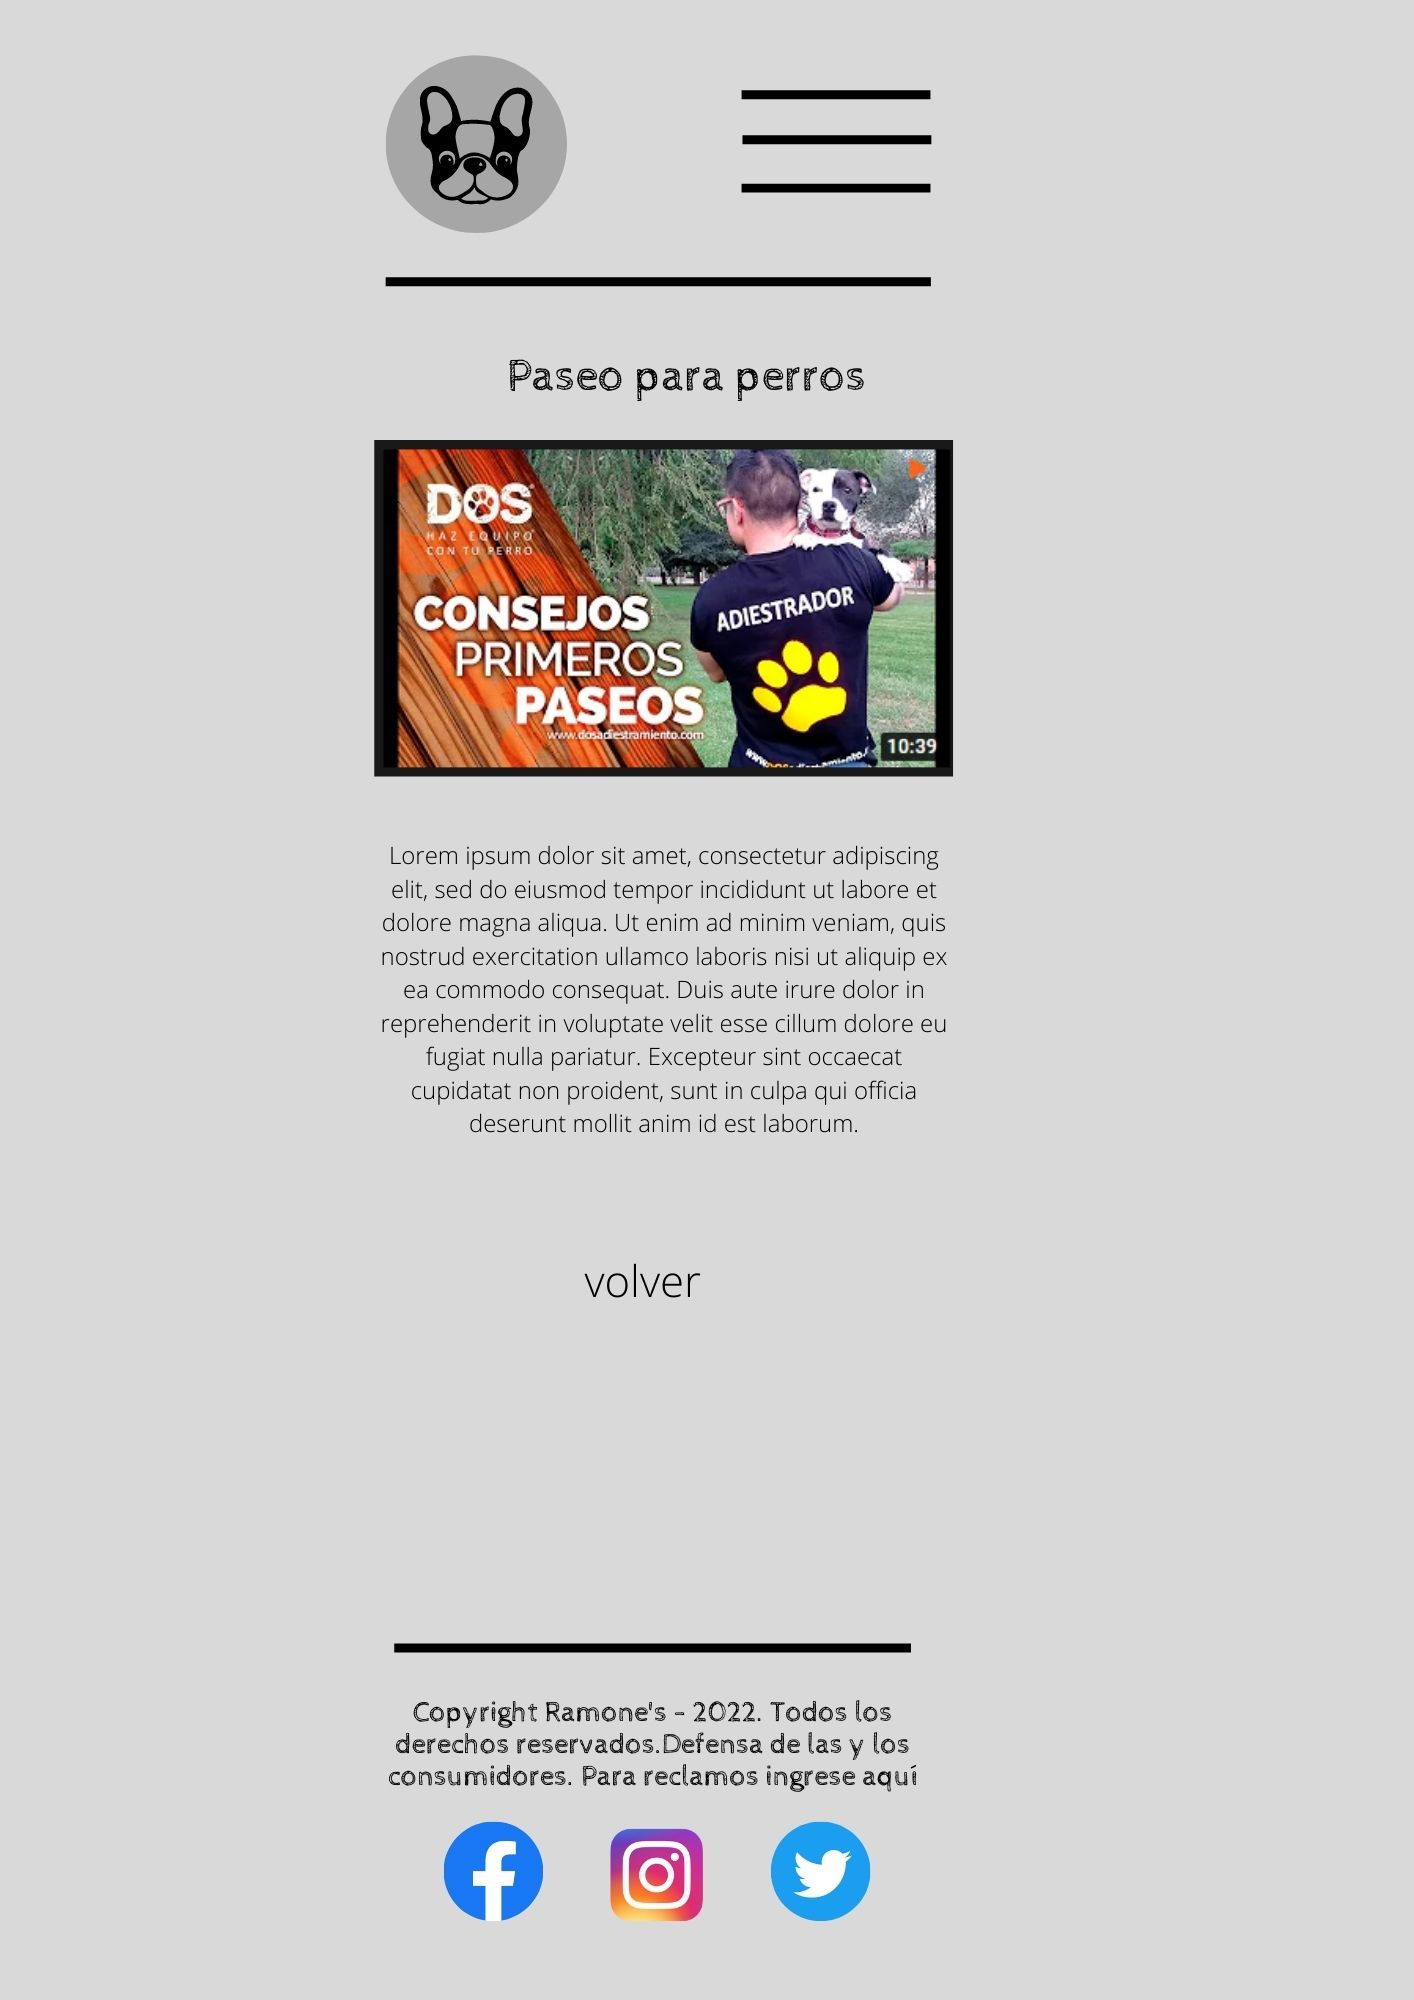 Paseo para perros
DOS
HAZ EQUIPO
CON TU PERRO
CONSEJOS
PRIMEROS
PASEOS
www.dosadiestramiento.com
ADIESTRADOR
10:39
Lorem ipsum dolor sit amet, consectetur adipiscing
elit, sed do eiusmod tempor incididunt ut labore et
dolore magna aliqua. Ut enim ad minim veniam, quis
nostrud exercitation ullamco laboris nisi ut aliquip ex
ea commodo consequat. Duis aute irure dolor in
reprehenderit in voluptate velit esse cillum dolore eu
fugiat nulla pariatur. Excepteur sint occaecat
cupidatat non proident, sunt in culpa qui officia
deserunt mollit anim id est laborum.
volver
Copyright Ramone's - 2022. Todos los
derechos reservados.Defensa de las y los
consumidores. Para reclamos ingrese aquí